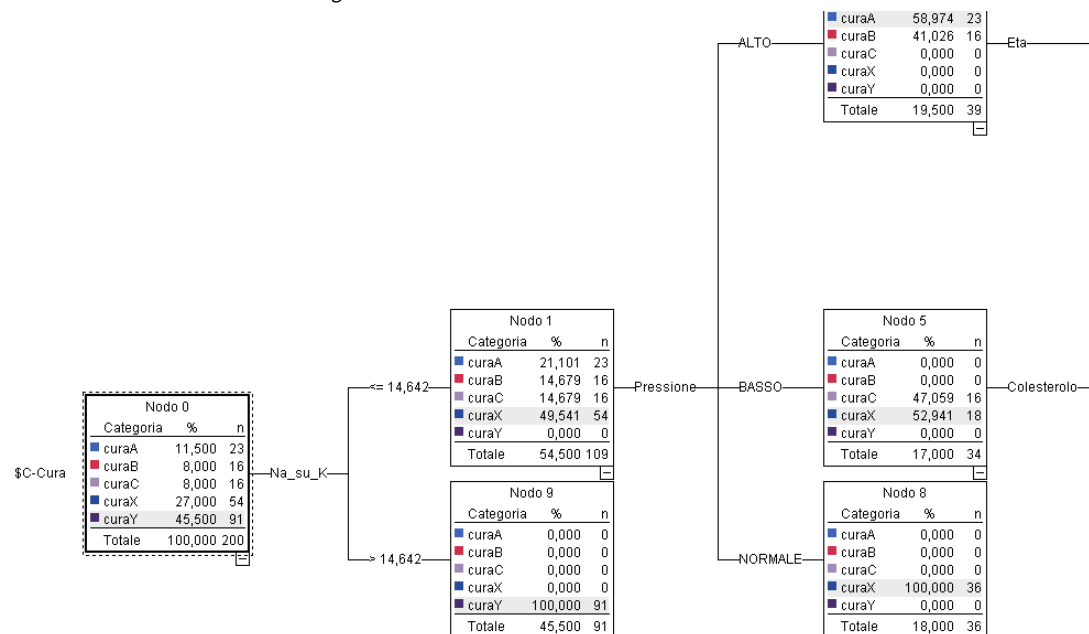 curaA 58,974 23
curaB 41,026 16
curaC 0,000 0
curaX 0,000 0
curaY 0,000 0
Totale 19,500 39
ALTO
Eta
Nodo 1
Categoria % n
curaA 21,101 23
curaB 14,679 16
curaC 14,679 16
curaX 49,541 54
curaY 0,000 0
Totale 54,500 109
Nodo 5
Categoria % n
curaA 0,000 0
curaB 0,000 0
curaC 47,059 16
curaX 52,941 18
curaY 0,000 0
Totale 17,000 34
<= 14,642
Pressione
BASSO
Colesterolo
Nodo 0
Categoria % n
curaA 11,500 23
curaB 8,000 16
curaC 8,000 16
curaX 27,000 54
curaY 45,500 91
Totale 100,000 200
$C-Cura
Na_su_K
Nodo 9
Categoria % n
curaA 0,000 0
curaB 0,000 0
curaC 0,000 0
curaX 0,000 0
curaY 100,000 91
Totale 45,500 91
> 14,642
NORMALE
Nodo 8
Categoria % n
curaA 0,000 0
curaB 0,000 0
curaC 0,000 0
curaX 100,000 36
curaY 0,000 0
Totale 18,000 36